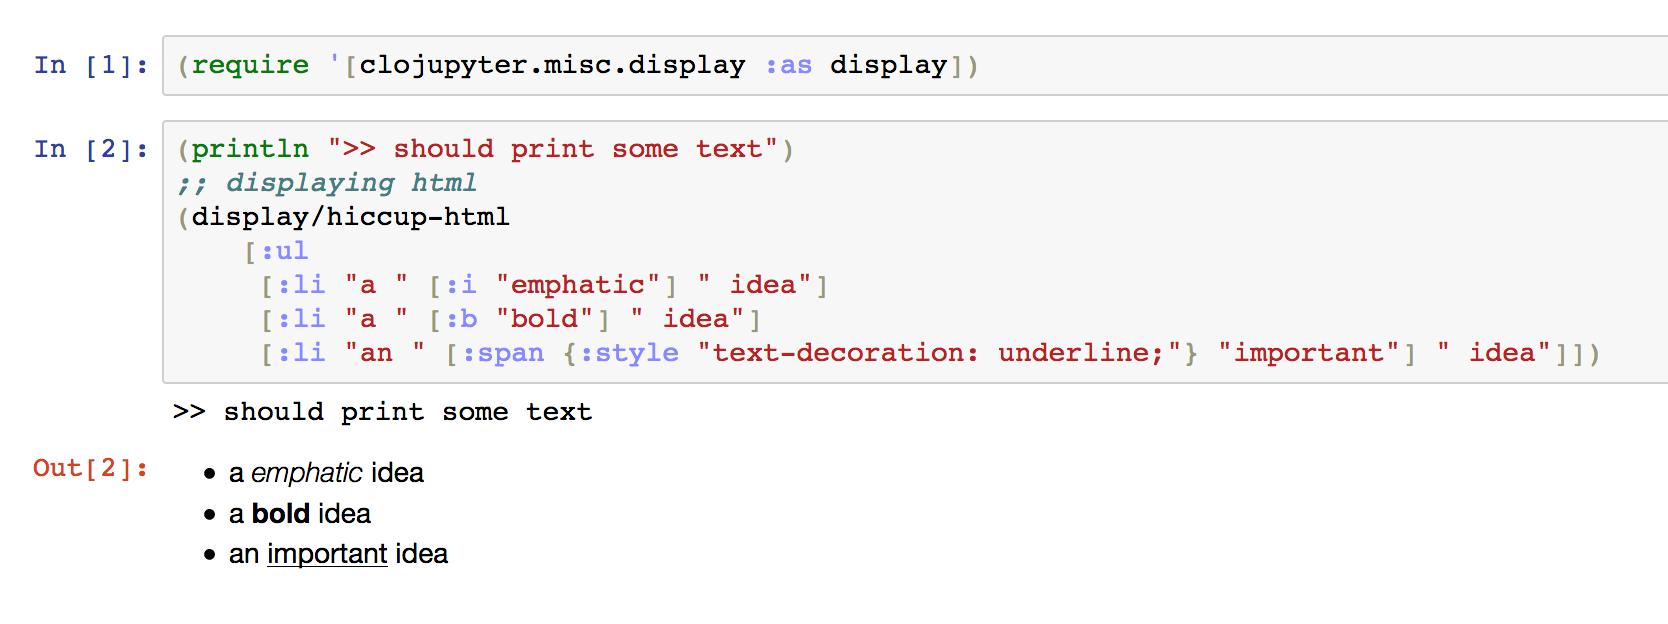 In [1]: (require '[clojupyter.misc.display :as display])
In [2]: (println ">> should print some text")
;; displaying html
(display/hiccup-html
    [:ul
     [:li "a " [:i "emphatic"] " idea"]
     [:li "a " [:b "bold"] " idea"]
     [:li "an " [:span {:style "text-decoration: underline;"} "important"] " idea"]])
>> should print some text
Out[2]: • a emphatic idea
• a bold idea
• an important idea